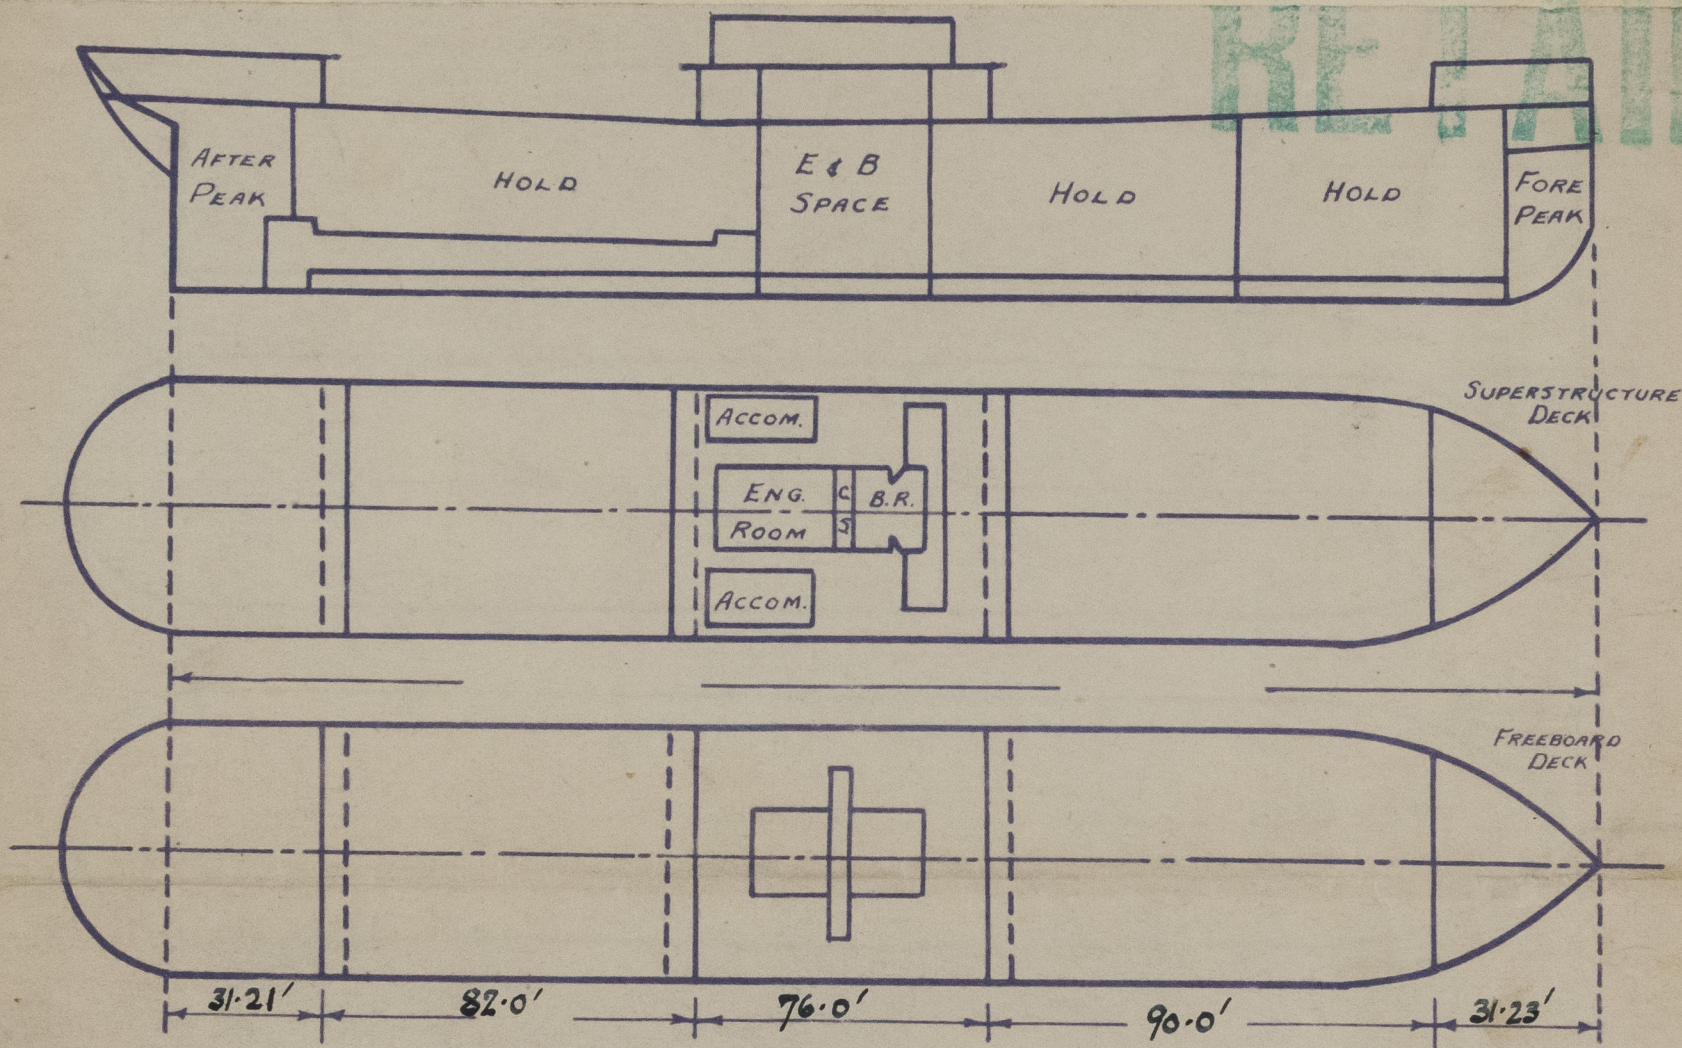 RETAI
AFTER
PEAK
HOLD
E & B
SPACE
HOLD
HOLD
FORE
PEAK
SUPERSTRUCTURE
DECK
ACCOM.
ENG.
ROOM
C
S
B.R.
ACCOM.
FREEBOARD
DECK
31·21′
82·0′
76·0′
90·0′
31·23′